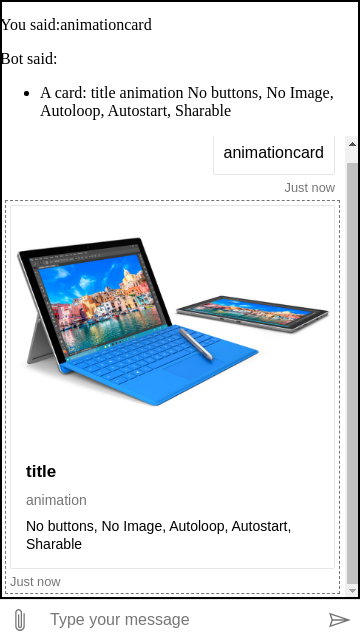 You said:animationcard
Bot said:
A card: title animation No buttons, No Image,
Autoloop, Autostart, Sharable
animationcard
Just now
title
animation
No buttons, No Image, Autoloop, Autostart,
Sharable
Just now
Type your message